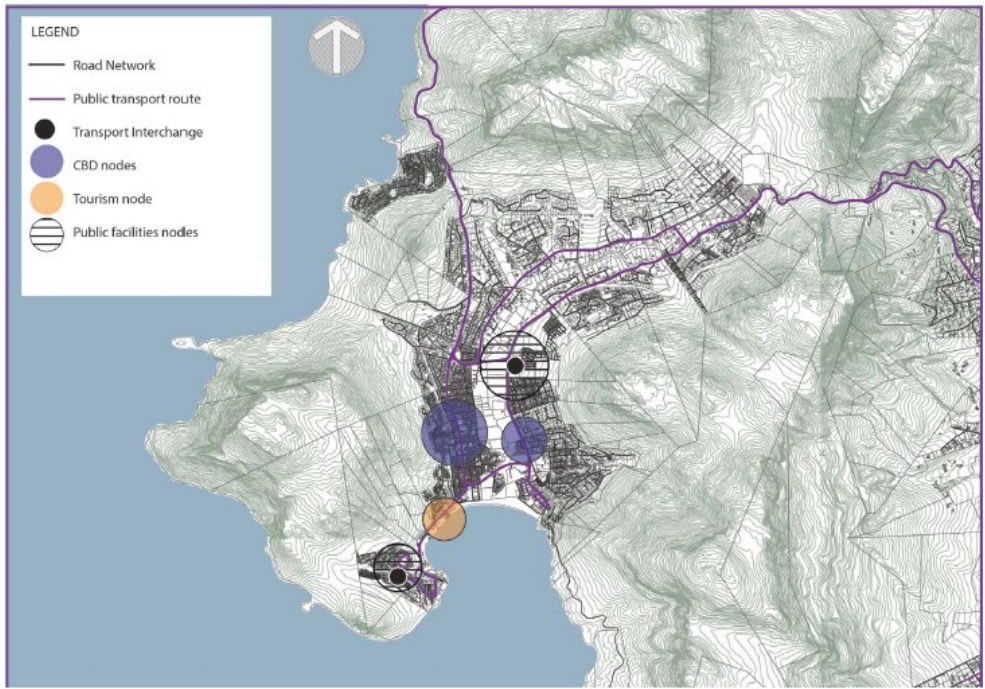 LEGEND
Road Network
Public transport route
Transport Interchange
CBD nodes
Tourism node
Public facilities nodes